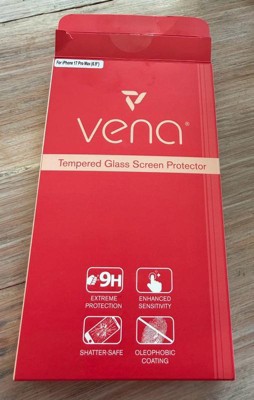 For iPhone 17 Pro Max (6.9")
vena®
Tempered Glass Screen Protector
9H
EXTREME
PROTECTION
ENHANCED
SENSITIVITY
SHATTER-SAFE
OLEOPHOBIC
COATING